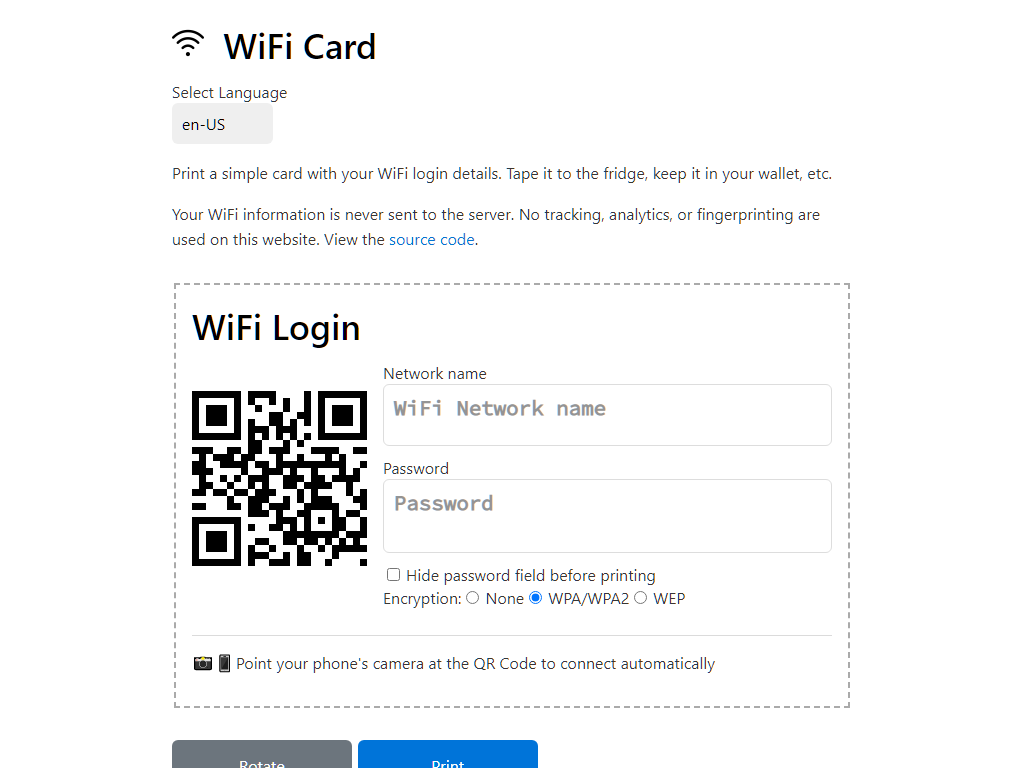 WiFi Card
Select Language
en-US
Print a simple card with your WiFi login details. Tape it to the fridge, keep it in your wallet, etc.
Your WiFi information is never sent to the server. No tracking, analytics, or fingerprinting are
used on this website. View the source code.
WiFi Login
Network name
WiFi Network name
Password
Password
Hide password field before printing
Encryption: None WPA/WPA2 WEP
Point your phone's camera at the QR Code to connect automatically
Rotate Print